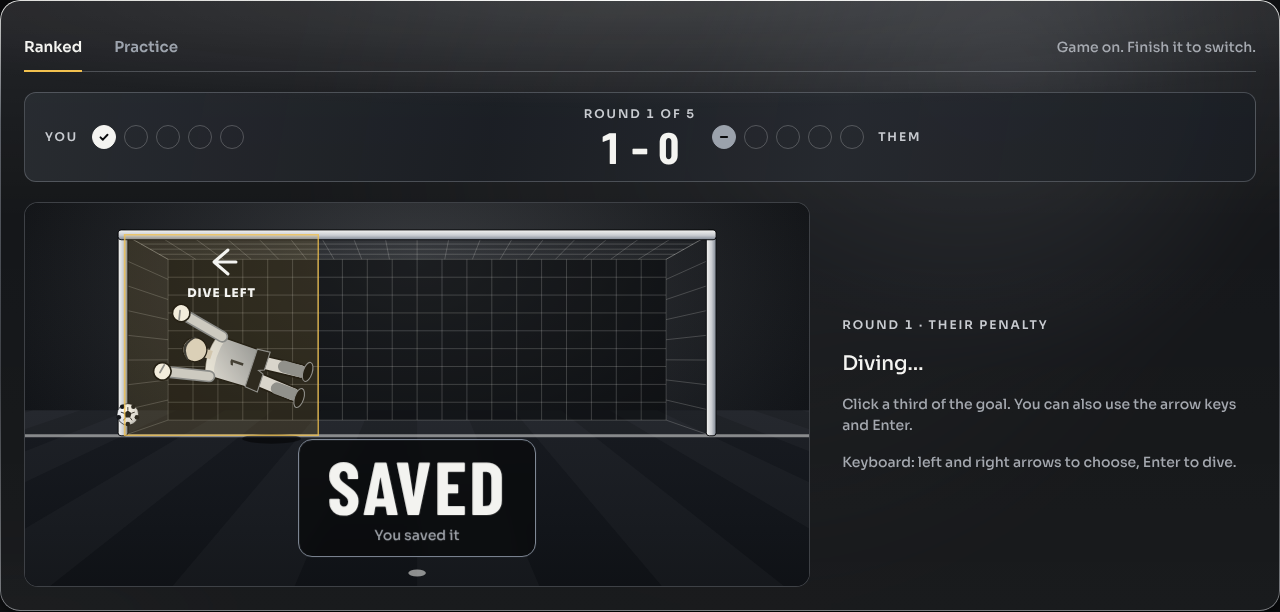 Ranked
Practice
Game on. Finish it to switch.
YOU
ROUND 1 OF 5
1 - 0
THEM
DIVE LEFT
1
SAVED
You saved it
ROUND 1 · THEIR PENALTY
Diving...
Click a third of the goal. You can also use the arrow keys
and Enter.
Keyboard: left and right arrows to choose, Enter to dive.